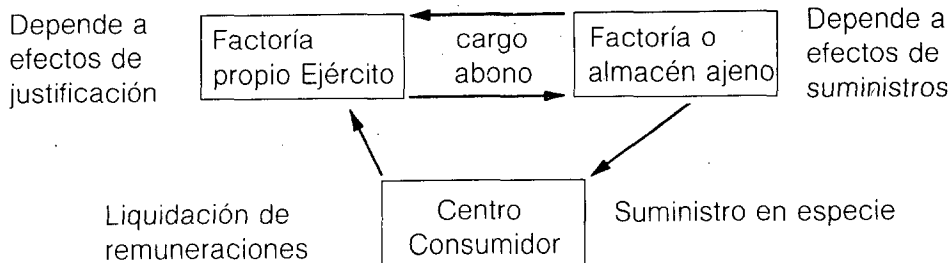 Depende a
efectos de
justificación
Factoría
propio Ejército
cargo
abono
Factoría o
almacén ajeno
Depende a
efectos de
suministros
Liquidación de
remuneraciones
Centro
Consumidor
Suministro en especie